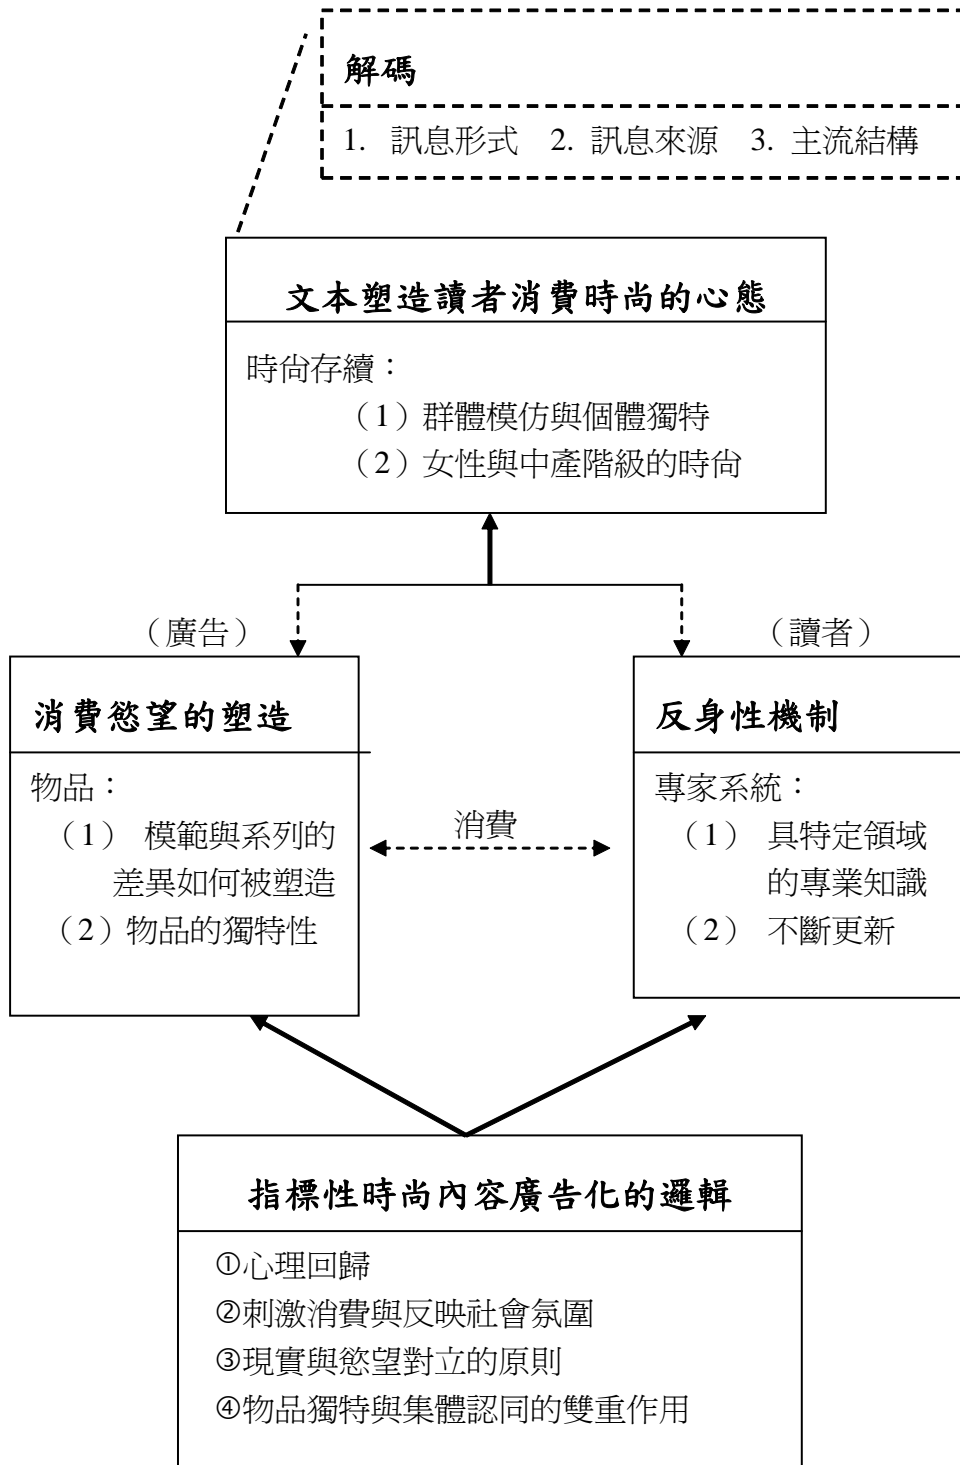 解碼
1. 訊息形式 2. 訊息來源 3. 主流結構
文本塑造讀者消費時尚的心態
時尚存續：
（1）群體模仿與個體獨特
（2）女性與中產階級的時尚
（廣告）
（讀者）
消費慾望的塑造
物品：
（1） 模範與系列的
差異如何被塑造
（2）物品的獨特性
消費
反身性機制
專家系統：
（1） 具特定領域
的專業知識
（2） 不斷更新
指標性時尚內容廣告化的邏輯
①心理回歸
②刺激消費與反映社會氛圍
③現實與慾望對立的原則
④物品獨特與集體認同的雙重作用